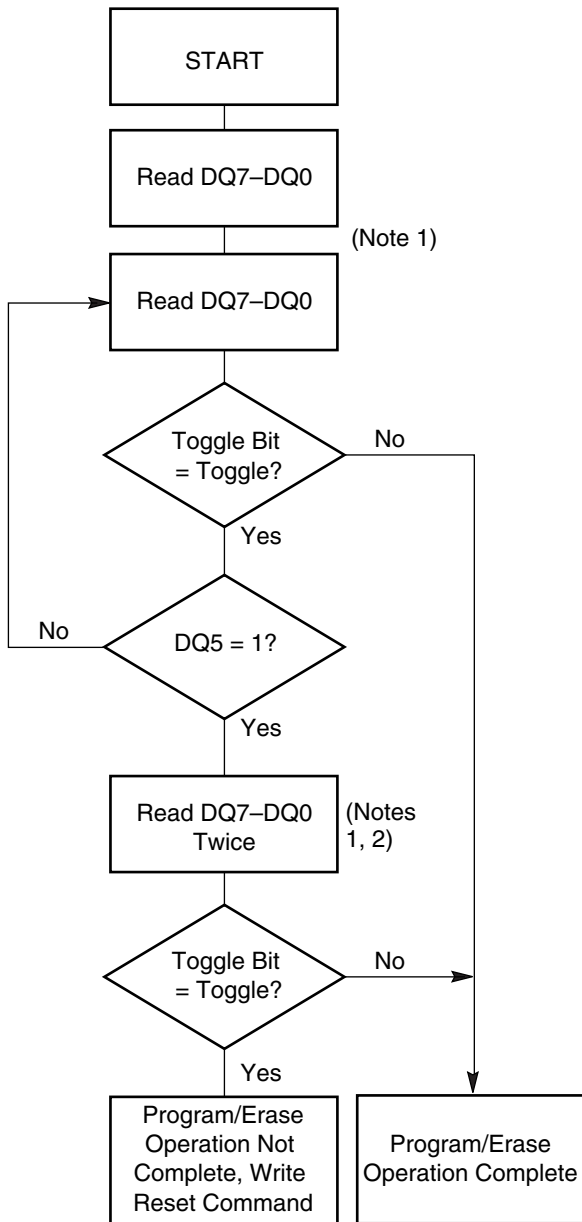 START
Read DQ7–DQ0
(Note 1)
Read DQ7–DQ0
Toggle Bit
= Toggle?
No
Yes
No
DQ5 = 1?
Yes
Read DQ7–DQ0
Twice
(Notes
1, 2)
Toggle Bit
= Toggle?
No
Yes
Program/Erase
Operation Not
Complete, Write
Reset Command
Program/Erase
Operation Complete